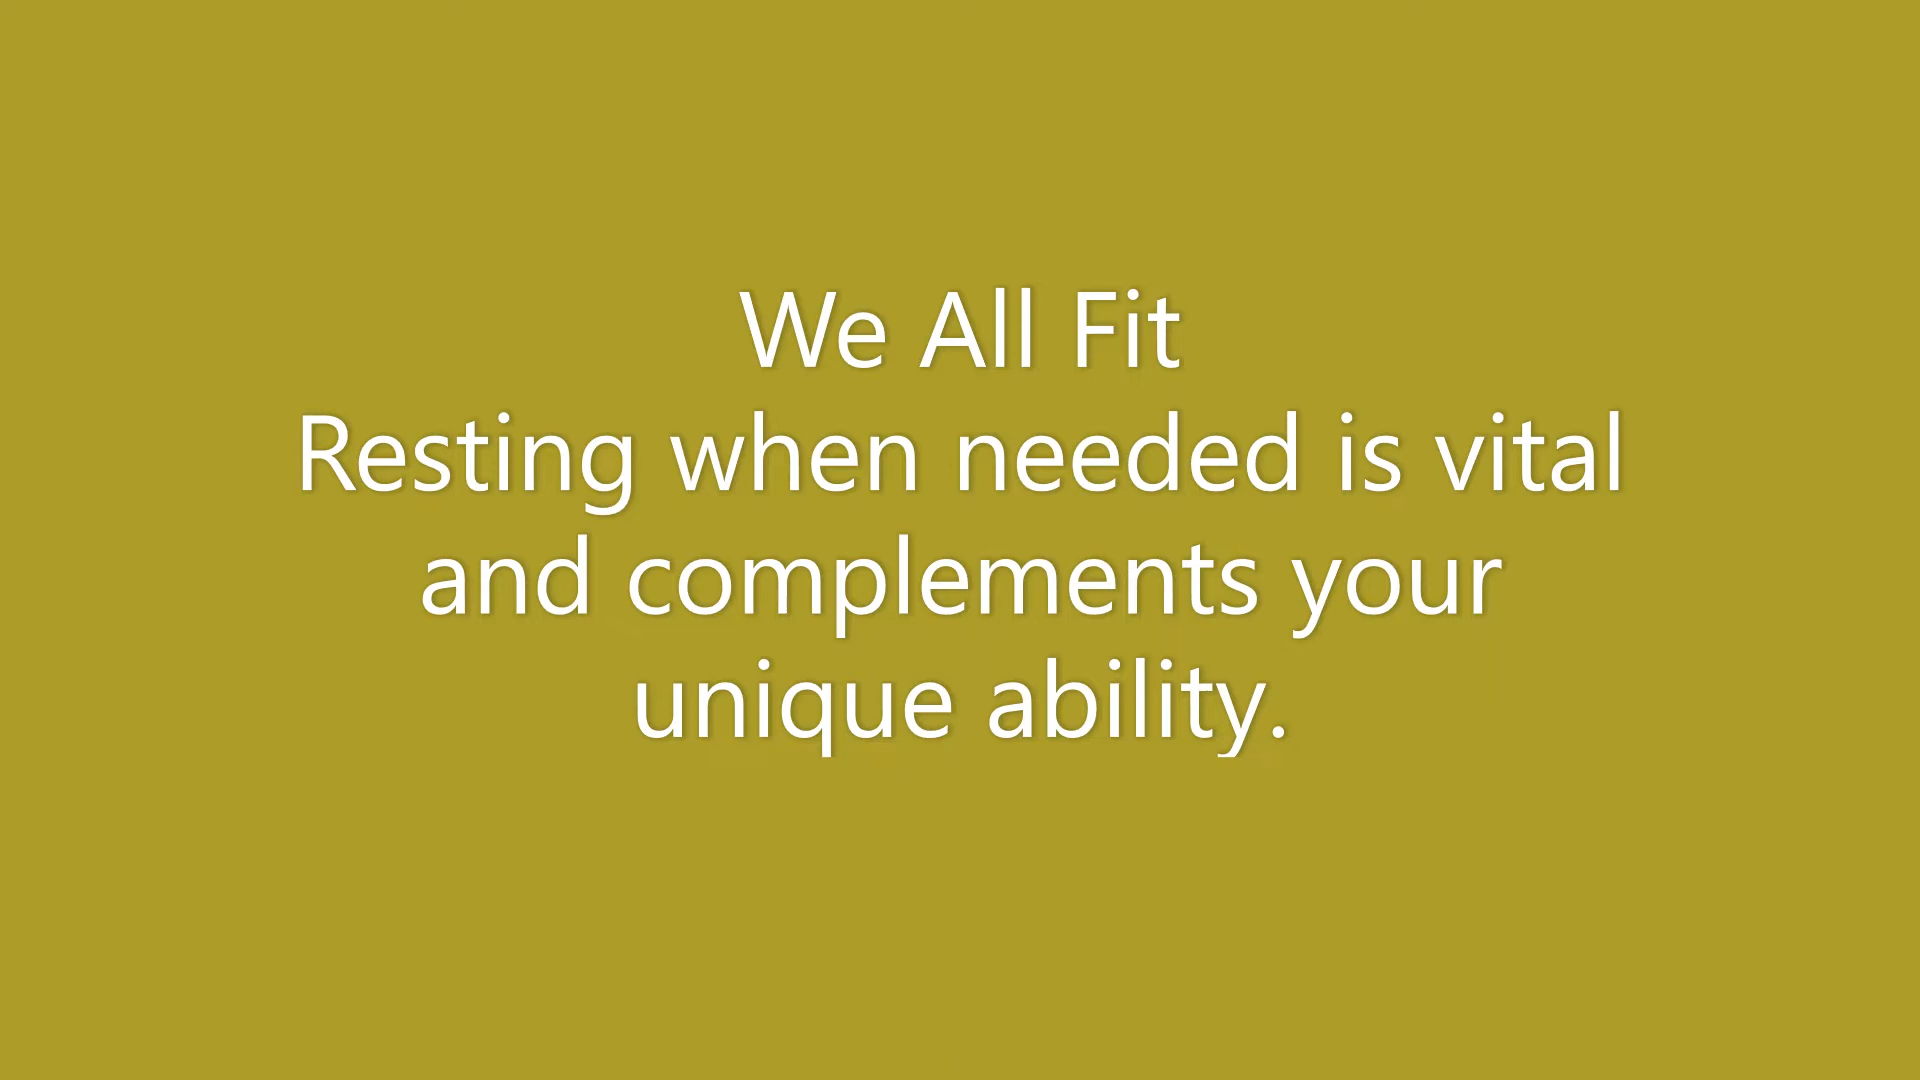 We All Fit
Resting when needed is vital
and complements your
unique ability.